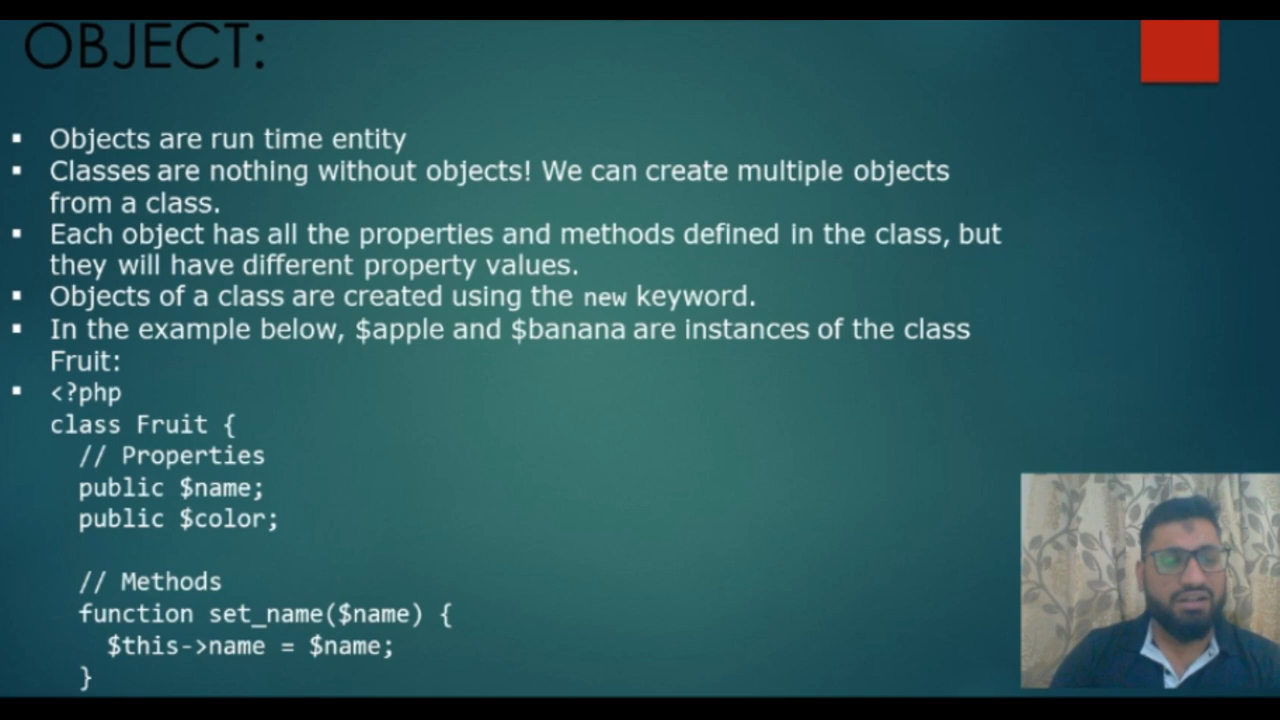 OBJECT:
▪ Objects are run time entity
▪ Classes are nothing without objects! We can create multiple objects
from a class.
▪ Each object has all the properties and methods defined in the class, but
they will have different property values.
▪ Objects of a class are created using the new keyword.
▪ In the example below, $apple and $banana are instances of the class
Fruit:
▪ <?php
class Fruit {
  // Properties
  public $name;
  public $color;

  // Methods
  function set_name($name) {
    $this->name = $name;
  }